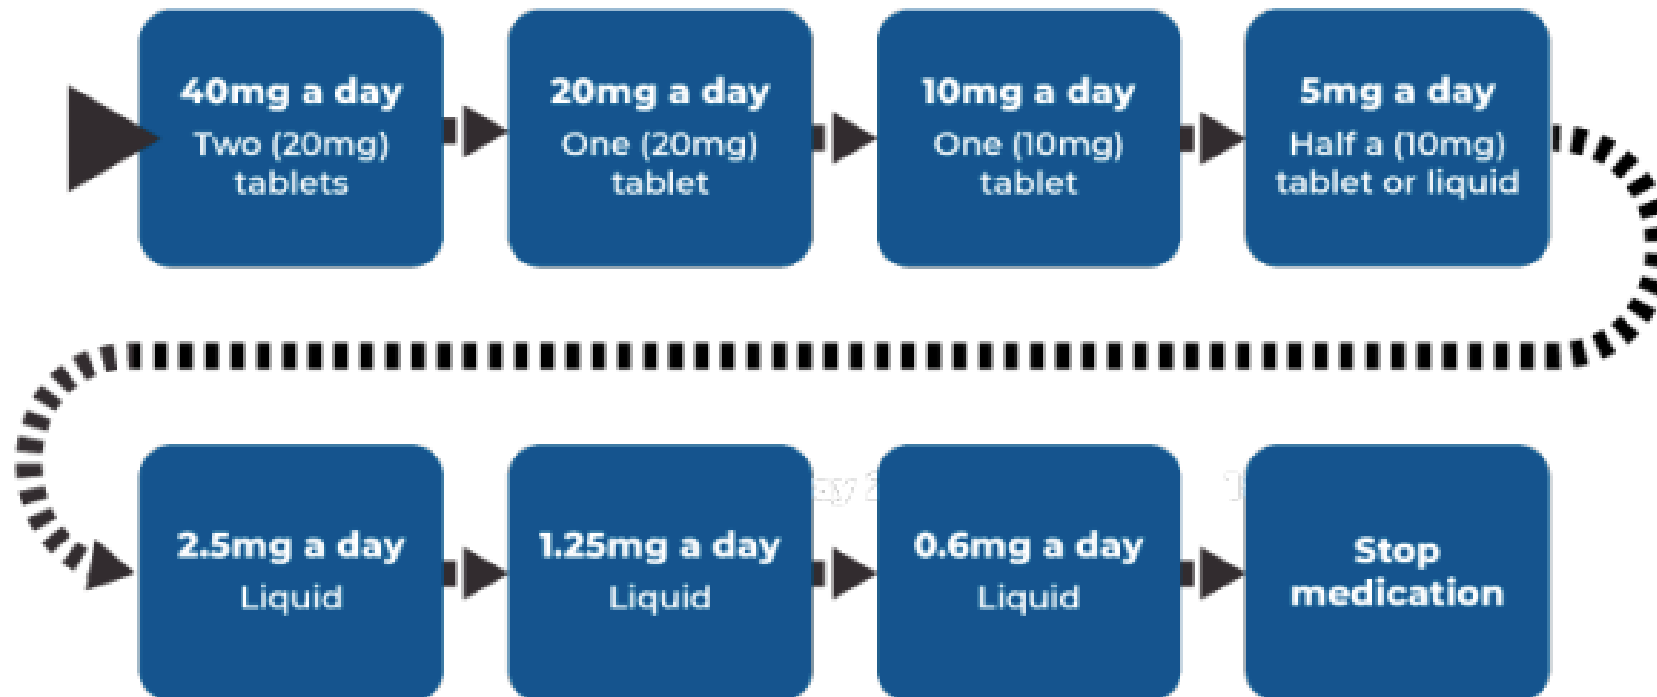 40mg a day
Two (20mg)
tablets
20mg a day
One (20mg)
tablet
10mg a day
One (10mg)
tablet
5mg a day
Half a (10mg)
tablet or liquid
2.5mg a day
Liquid
1.25mg a day
Liquid
0.6mg a day
Liquid
Stop
medication